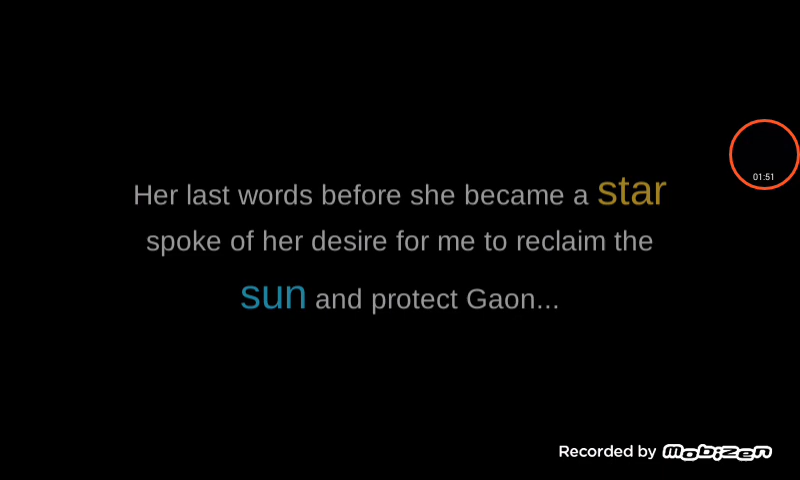 Her last words before she became a star
spoke of her desire for me to reclaim the
sun and protect Gaon...
01:51
Recorded by mobizen